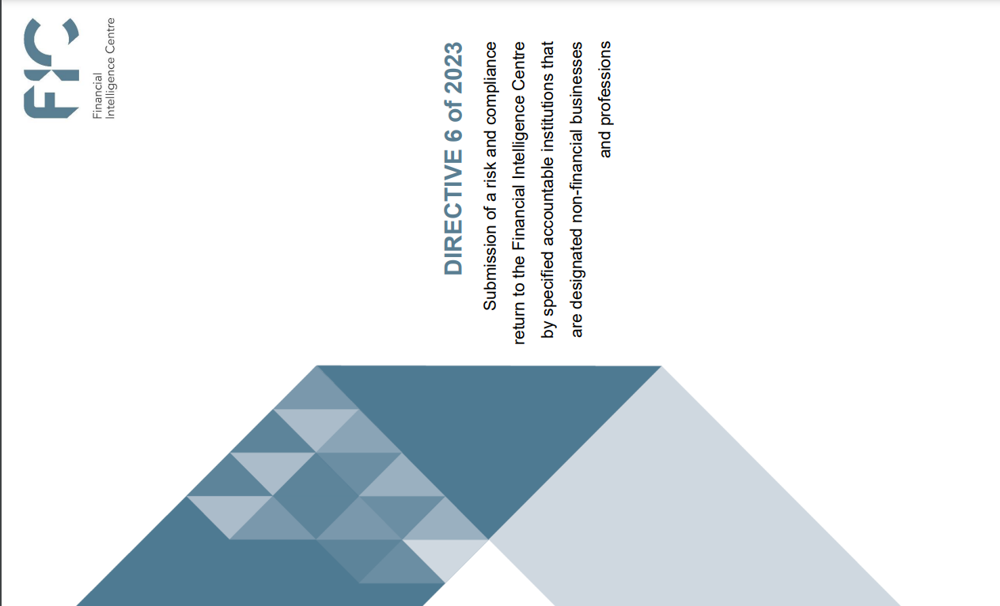 FIC
Financial
Intelligence Centre
DIRECTIVE 6 of 2023
Submission of a risk and compliance
return to the Financial Intelligence Centre
by specified accountable institutions that
are designated non-financial businesses
and professions